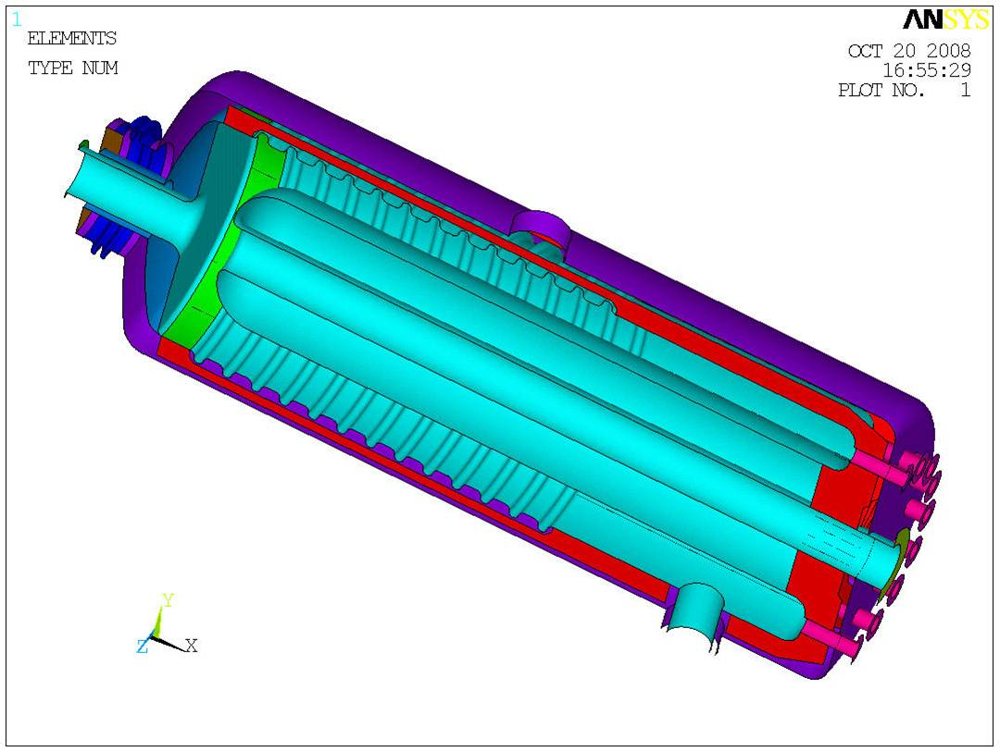 1
ELEMENTS
TYPE NUM
ANSYS
OCT 20 2008
16:55:29
PLOT NO. 1
Y
Z
X